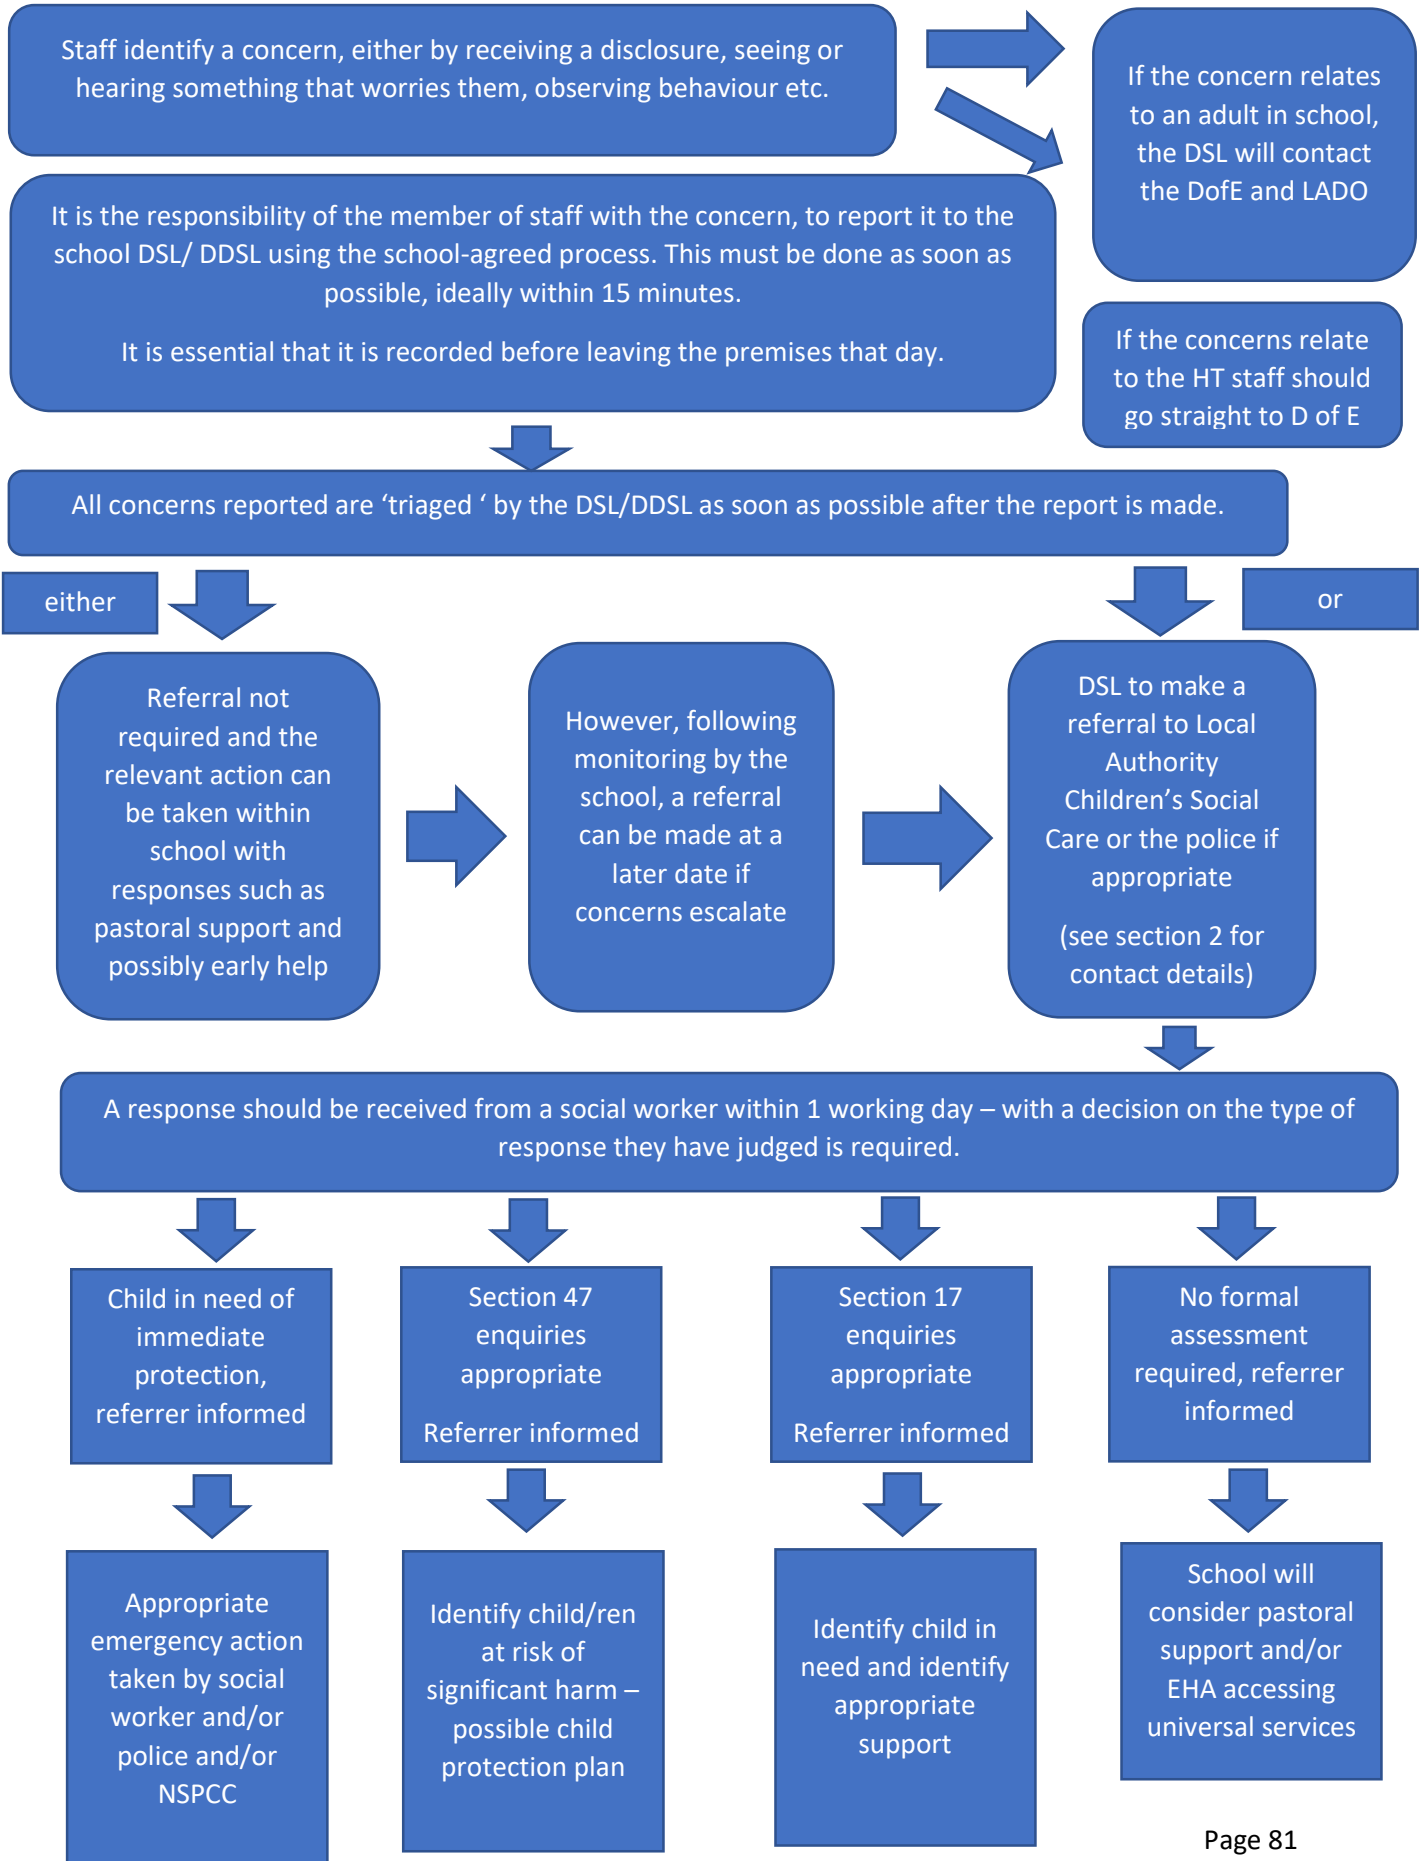 Staff identify a concern, either by receiving a disclosure, seeing or
hearing something that worries them, observing behaviour etc.
If the concern relates
to an adult in school,
the DSL will contact
the DofE and LADO
It is the responsibility of the member of staff with the concern, to report it to the
school DSL/ DDSL using the school-agreed process. This must be done as soon as
possible, ideally within 15 minutes.
It is essential that it is recorded before leaving the premises that day.
If the concerns relate
to the HT staff should
go straight to D of E
All concerns reported are ‘triaged ‘ by the DSL/DDSL as soon as possible after the report is made.
either
or
Referral not
required and the
relevant action can
be taken within
school with
responses such as
pastoral support and
possibly early help
However, following
monitoring by the
school, a referral
can be made at a
later date if
concerns escalate
DSL to make a
referral to Local
Authority
Children’s Social
Care or the police if
appropriate
(see section 2 for
contact details)
A response should be received from a social worker within 1 working day – with a decision on the type of
response they have judged is required.
Child in need of
immediate
protection,
referrer informed
Section 47
enquiries
appropriate
Referrer informed
Section 17
enquiries
appropriate
Referrer informed
No formal
assessment
required, referrer
informed
Appropriate
emergency action
taken by social
worker and/or
police and/or
NSPCC
Identify child/ren
at risk of
significant harm –
possible child
protection plan
Identify child in
need and identify
appropriate
support
School will
consider pastoral
support and/or
EHA accessing
universal services
Page 81